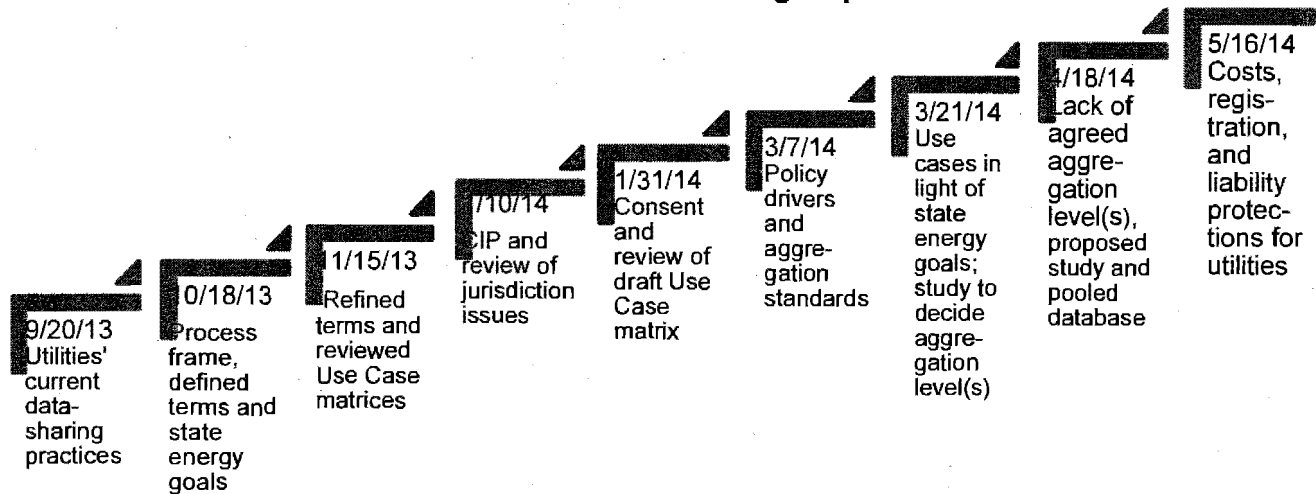 9/20/13
Utilities'
current
data-
sharing
practices
10/18/13
Process
frame,
defined
terms and
state
energy
goals
11/15/13
Refined
terms and
reviewed
Use Case
matrices
1/10/14
CIP and
review of
jurisdiction
issues
1/31/14
Consent
and
review of
draft Use
Case
matrix
3/7/14
Policy
drivers
and
aggre-
gation
standards
3/21/14
Use
cases in
light of
state
energy
goals;
study to
decide
aggre-
gation
level(s)
4/18/14
Lack of
agreed
aggre-
gation
level(s),
proposed
study and
pooled
database
5/16/14
Costs,
regis-
tration,
and
liability
protec-
tions for
utilities